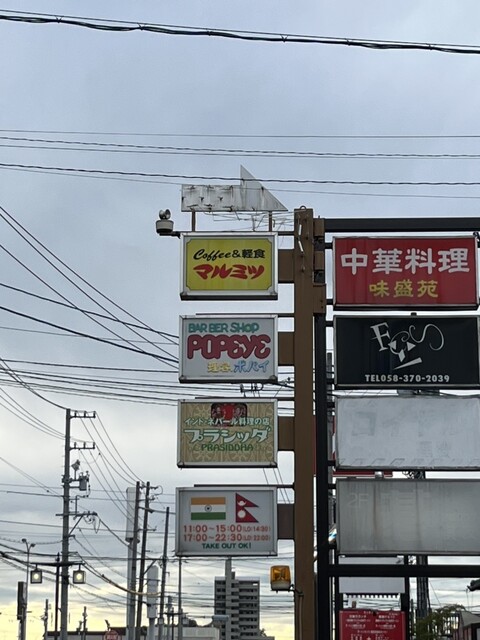 Coffee&軽食
マルミツ
BARBER SHOP
POPEYE
理容ポパイ
インド・ネパール料理の店
プラシッダ
PRASIDDHA
11:00~15:00(LO:14:30)
17:00~22:30(LO:22:00)
TAKE OUT OK!
中華料理
味盛苑
TEL058-370-2039